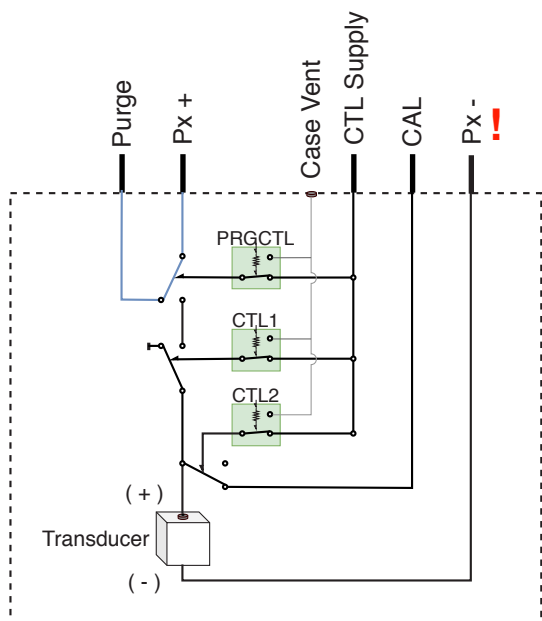 Purge
Px +
Case Vent
CTL Supply
CAL
Px -
!
PRGCTL
CTL1
CTL2
( + )
Transducer
( - )